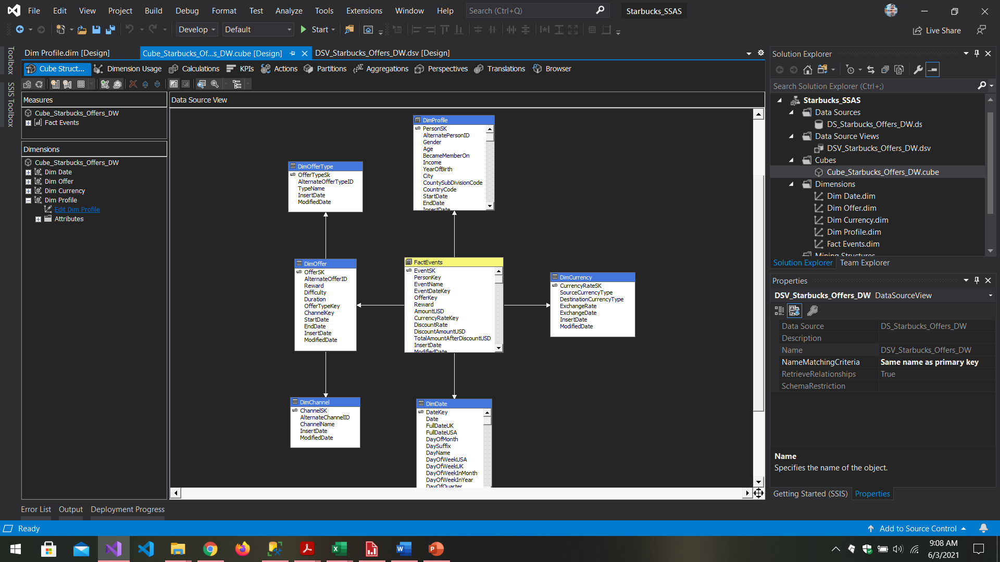 File Edit View Project Build Debug Format Test Analyze Tools Extensions Window Help Search (Ctrl+Q) Starbucks_SSAS
Develop Default Start Live Share
Toolbox
SSIS Toolbox
Dim Profile.dim [Design] Cube_Starbucks_Of...s_DW.cube [Design] DSV_Starbucks_Offers_DW.dsv [Design]
Cube Struct... Dimension Usage Calculations KPIs Actions Partitions Aggregations Perspectives Translations Browser
Measures
Cube_Starbucks_Offers_DW
Fact Events
Dimensions
Cube_Starbucks_Offers_DW
Dim Date
Dim Offer
Dim Currency
Dim Profile
Edit Dim Profile
Attributes
Data Source View
DimProfile
PersonSK
AlternatePersonID
Gender
Age
BecameMemberOn
Income
YearOfBirth
City
CountySubDivisionCode
CountryCode
StartDate
EndDate
InsertDate
DimOfferType
OfferTypeSk
AlternateOfferTypeID
TypeName
InsertDate
ModifiedDate
DimOffer
OfferSK
AlternateOfferID
Reward
Difficulty
Duration
OfferTypeKey
ChannelKey
StartDate
EndDate
InsertDate
ModifiedDate
FactEvents
EventSK
PersonKey
EventName
EventDateKey
OfferKey
Reward
AmountUSD
CurrencyRateKey
DiscountRate
DiscountAmountUSD
TotalAmountAfterDiscountUSD
InsertDate
ModifiedDate
DimCurrency
CurrencyRateSK
SourceCurrencyType
DestinationCurrencyType
ExchangeRate
ExchangeDate
InsertDate
ModifiedDate
DimChannel
ChannelSK
AlternateChannelID
ChannelName
InsertDate
ModifiedDate
DimDate
DateKey
Date
FullDateUK
FullDateUSA
DayOfMonth
DaySuffix
DayName
DayOfWeekUSA
DayOfWeekUK
DayOfWeekInMonth
DayOfWeekInYear
DayOfQuarter
Solution Explorer
Search Solution Explorer (Ctrl+;)
Starbucks_SSAS
Data Sources
DS_Starbucks_Offers_DW.ds
Data Source Views
DSV_Starbucks_Offers_DW.dsv
Cubes
Cube_Starbucks_Offers_DW.cube
Dimensions
Dim Date.dim
Dim Offer.dim
Dim Currency.dim
Dim Profile.dim
Fact Events.dim
Mining Structures
Solution Explorer Team Explorer
Properties
DSV_Starbucks_Offers_DW DataSourceView
Data Source DS_Starbucks_Offers_DW
Description
Name DSV_Starbucks_Offers_DW
NameMatchingCriteria Same name as primary key
RetrieveRelationships True
SchemaRestriction
Name
Specifies the name of the object.
Getting Started (SSIS) Properties
Error List Output Deployment Progress
Ready Add to Source Control
9:08 AM
6/3/2021